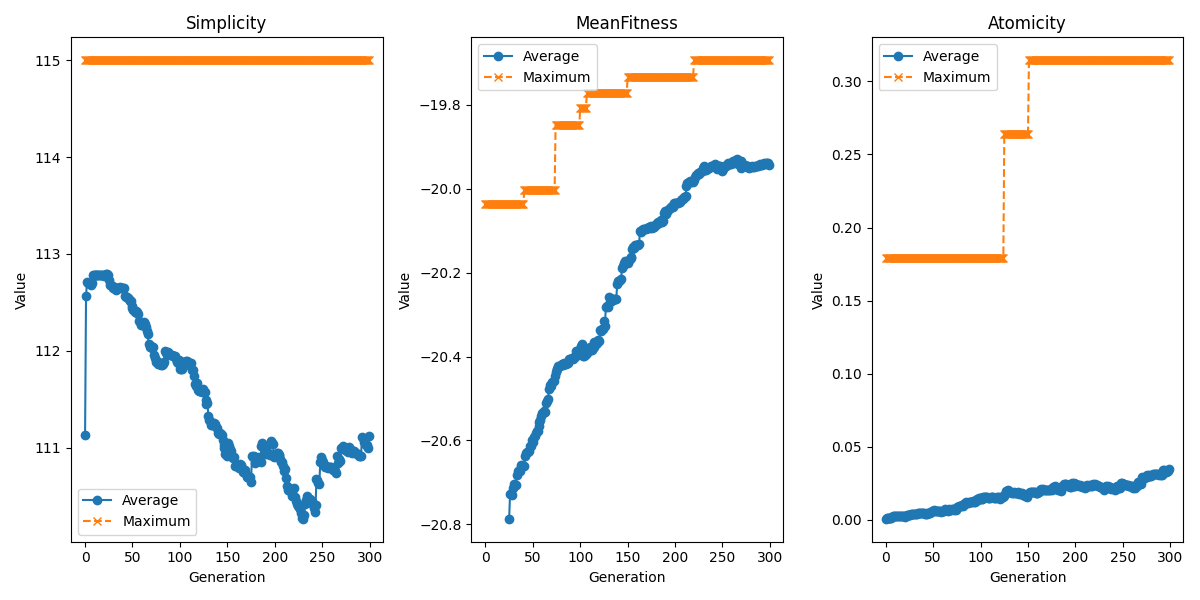 Simplicity
MeanFitness
Atomicity
115
114
113
112
111
Value
Average
Maximum
0
50
100
150
200
250
300
Generation
−19.8
−20.0
−20.2
−20.4
−20.6
−20.8
Value
Average
Maximum
0
50
100
150
200
250
300
Generation
0.30
0.25
0.20
0.15
0.10
0.05
0.00
Value
Average
Maximum
0
50
100
150
200
250
300
Generation